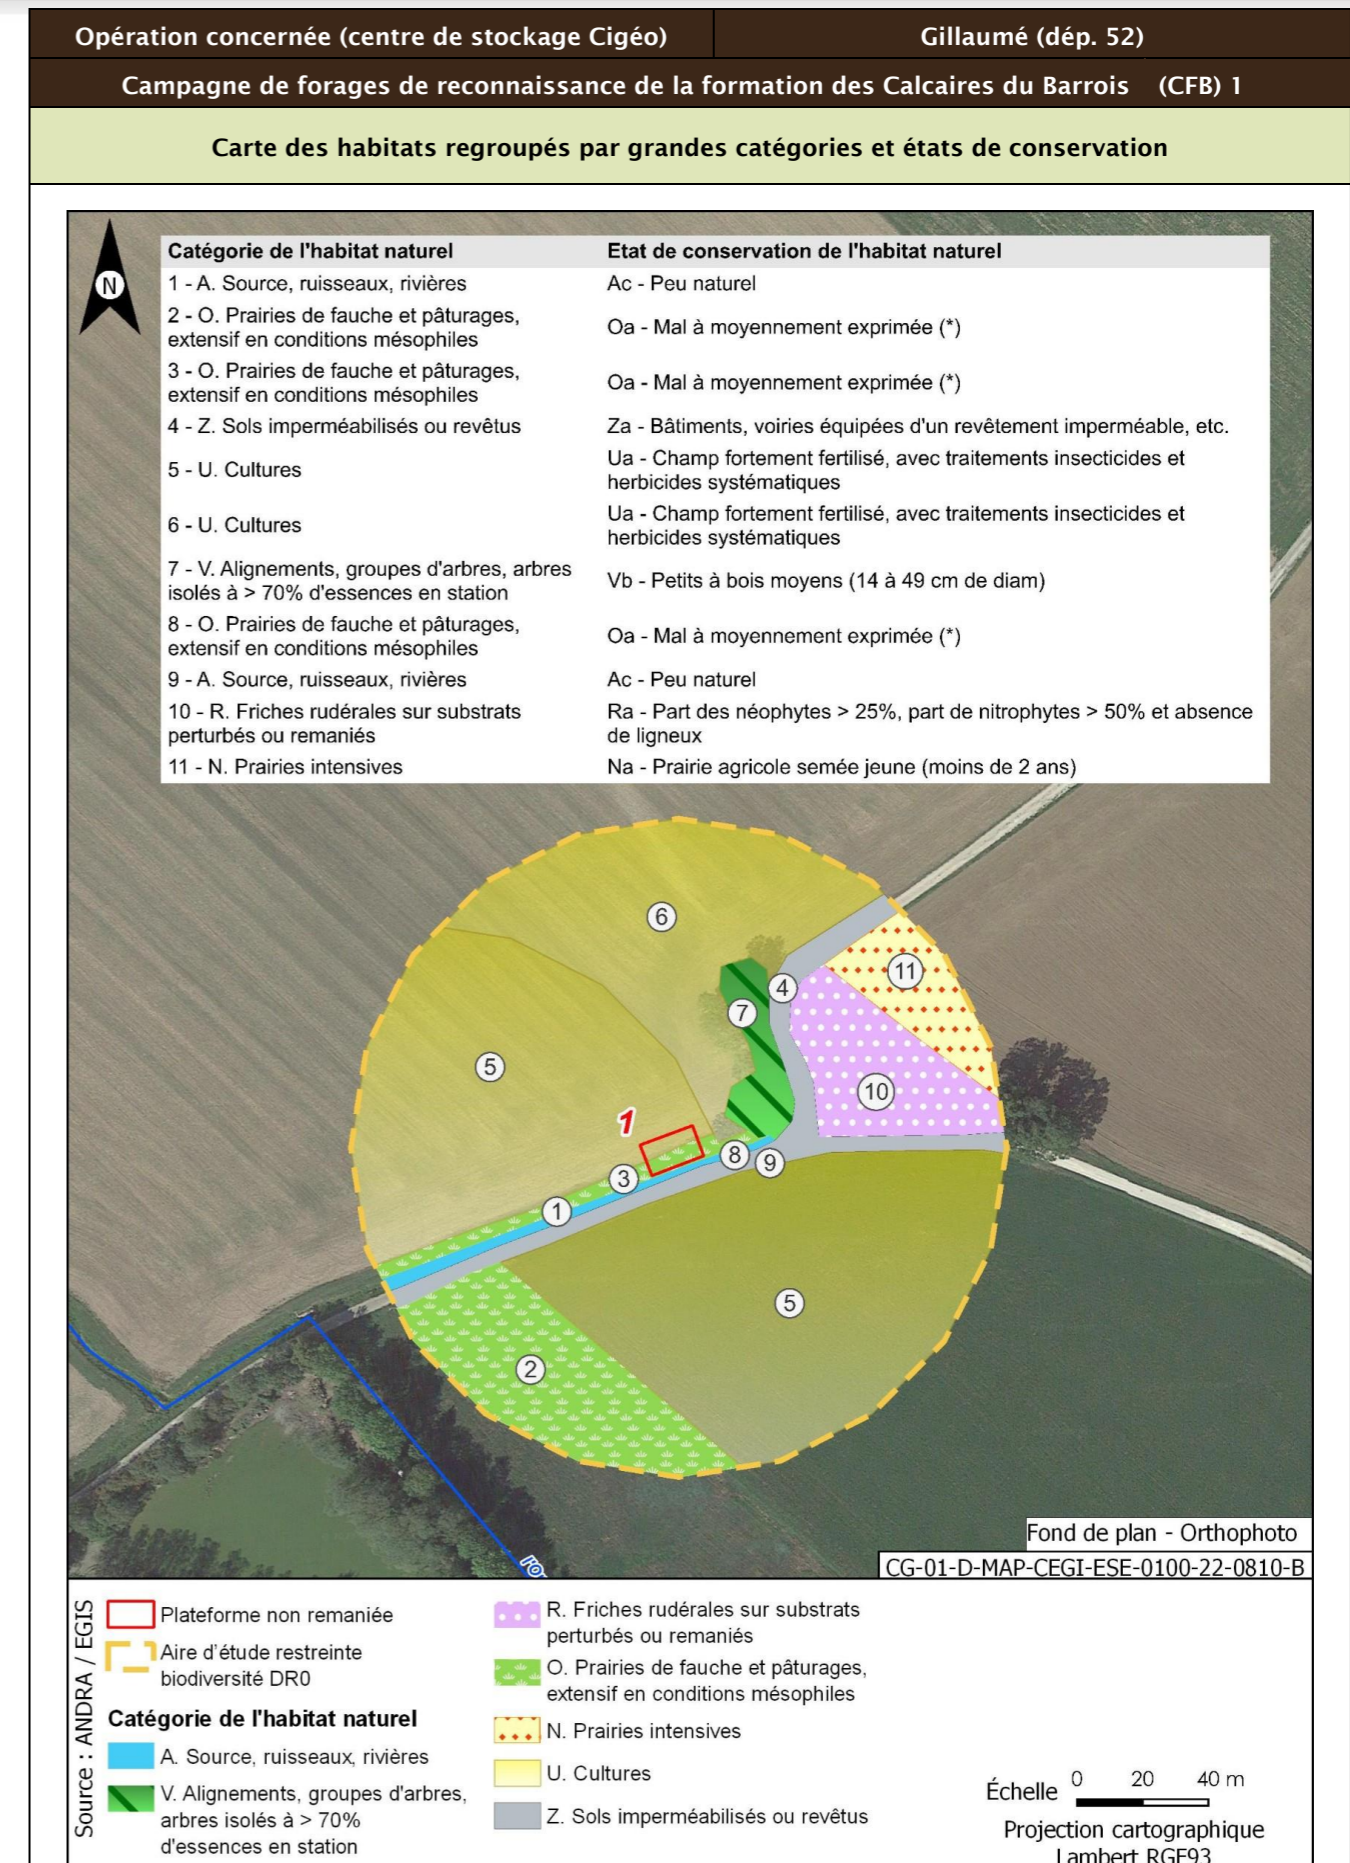 Opération concernée (centre de stockage Cigéo)
Gillaumé (dép. 52)
Campagne de forages de reconnaissance de la formation des Calcaires du Barrois (CFB) 1
Carte des habitats regroupés par grandes catégories et états de conservation
N
Catégorie de l'habitat naturel
Etat de conservation de l'habitat naturel
1 - A. Source, ruisseaux, rivières
Ac - Peu naturel
2 - O. Prairies de fauche et pâturages,
extensif en conditions mésophiles
Oa - Mal à moyennement exprimée (*)
3 - O. Prairies de fauche et pâturages,
extensif en conditions mésophiles
Oa - Mal à moyennement exprimée (*)
4 - Z. Sols imperméabilisés ou revêtus
Za - Bâtiments, voiries équipées d'un revêtement imperméable, etc.
5 - U. Cultures
Ua - Champ fortement fertilisé, avec traitements insecticides et
herbicides systématiques
6 - U. Cultures
Ua - Champ fortement fertilisé, avec traitements insecticides et
herbicides systématiques
7 - V. Alignements, groupes d'arbres, arbres
isolés à > 70% d'essences en station
Vb - Petits à bois moyens (14 à 49 cm de diam)
8 - O. Prairies de fauche et pâturages,
extensif en conditions mésophiles
Oa - Mal à moyennement exprimée (*)
9 - A. Source, ruisseaux, rivières
Ac - Peu naturel
10 - R. Friches rudérales sur substrats
perturbés ou remaniés
Ra - Part des néophytes > 25%, part de nitrophytes > 50% et absence
de ligneux
11 - N. Prairies intensives
Na - Prairie agricole semée jeune (moins de 2 ans)
6
11
4
7
5
10
1
8
9
3
1
5
2
Fond de plan - Orthophoto
CG-01-D-MAP-CEGI-ESE-0100-22-0810-B
Source : ANDRA / EGIS
Plateforme non remaniée
Aire d'étude restreinte
biodiversité DR0
Catégorie de l'habitat naturel
A. Source, ruisseaux, rivières
V. Alignements, groupes d'arbres,
arbres isolés à > 70%
d'essences en station
R. Friches rudérales sur substrats
perturbés ou remaniés
O. Prairies de fauche et pâturages,
extensif en conditions mésophiles
N. Prairies intensives
U. Cultures
Z. Sols imperméabilisés ou revêtus
Échelle 0 20 40 m
Projection cartographique
Lambert RGF93